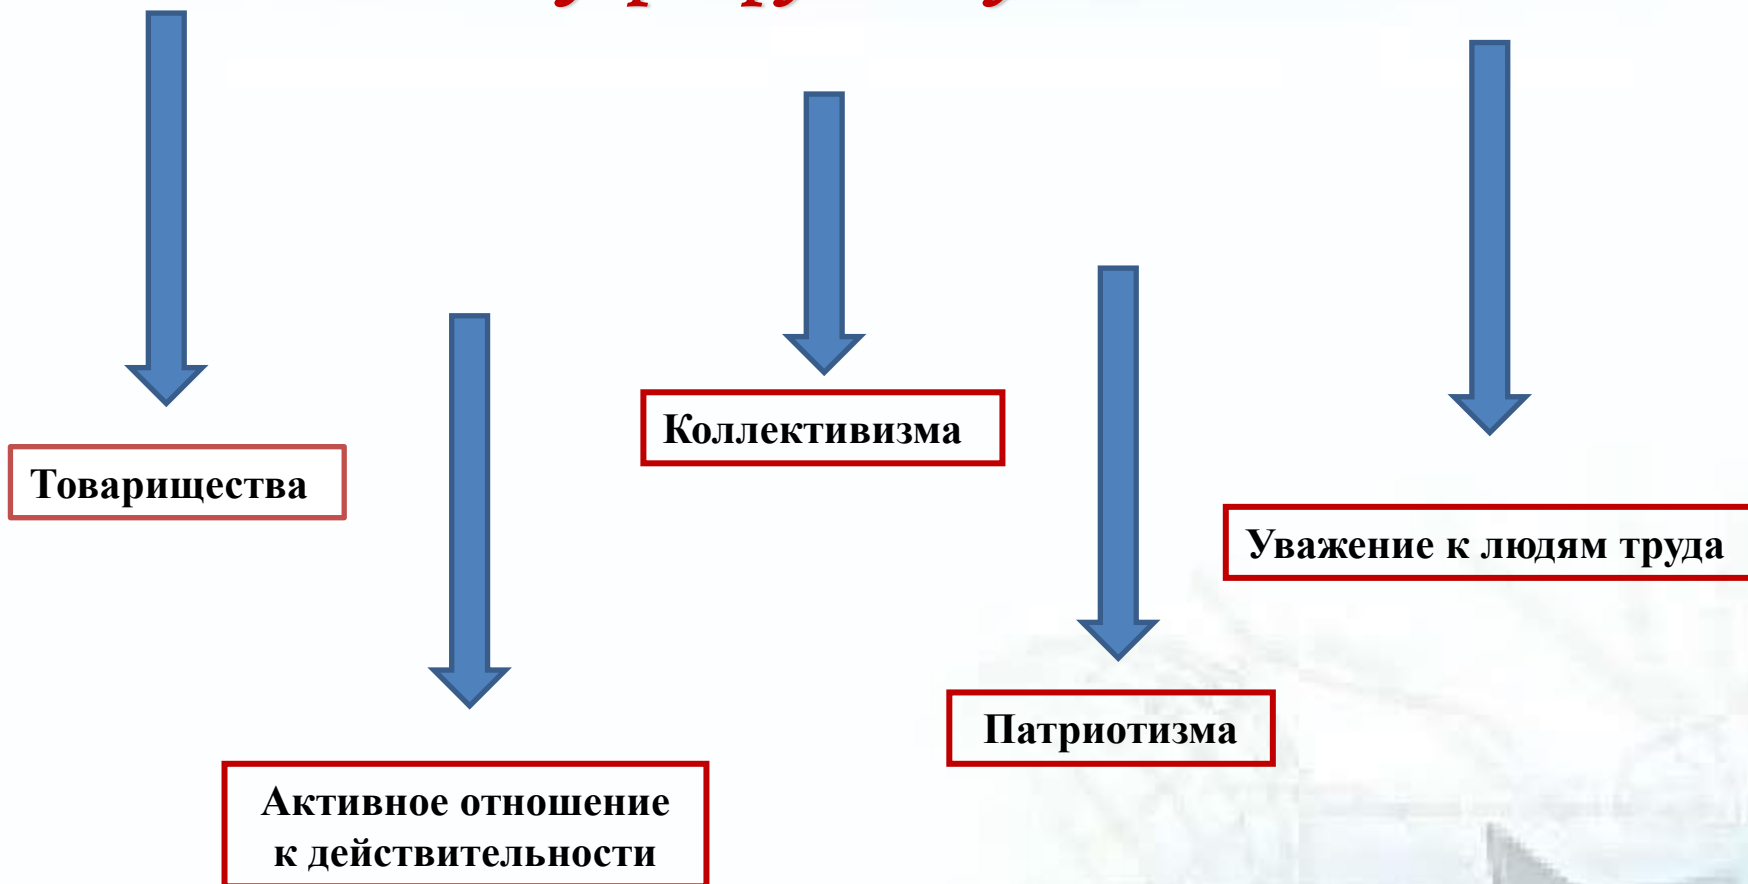 Коллективизма
Товарищества
Уважение к людям труда
Патриотизма
Активное отношение
к действительности